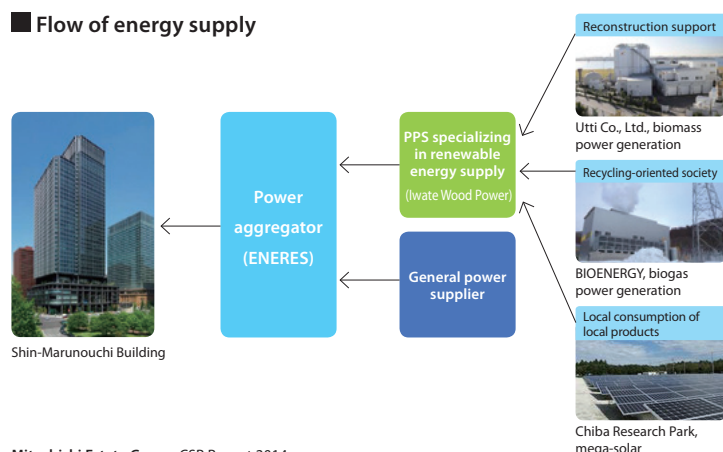 Flow of energy supply
Reconstruction support
Utti Co., Ltd., biomass
power generation
Recycling-oriented society
BIOENERGY, biogas
power generation
Local consumption of
local products
Chiba Research Park,
mega-solar
PPS specializing
in renewable
energy supply
(Iwate Wood Power)
General power
supplier
Power
aggregator
(ENERES)
Shin-Marunouchi Building